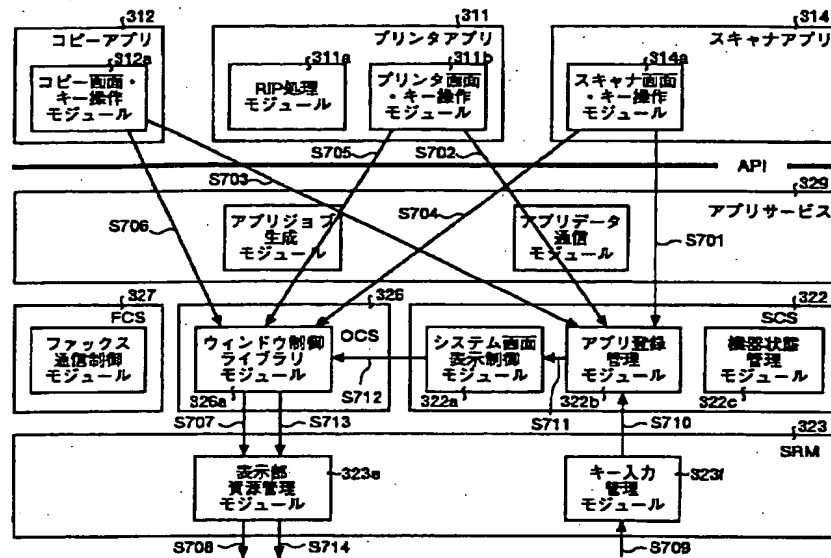 312
コピーアプリ
312a
コピー画面・
キー操作
モジュール
311
プリンタアプリ
311a
RIP処理
モジュール
311b
プリンタ画面
・キー操作
モジュール
314
スキャナアプリ
314a
スキャナ画面
・キー操作
モジュール
S705
S702
S703
API
329
アプリサービス
S706
アプリジョブ
生成
モジュール
S704
アプリデータ
通信
モジュール
S701
327
FCS
ファックス
通信制御
モジュール
326
OCS
ウィンドウ制御
ライブラリ
モジュール
326a
322
SCS
システム画面
表示制御
モジュール
322a
アプリ登録
管理
モジュール
322b
機器状態
管理
モジュール
322c
S712
S711
S707
S713
S710
323
SRM
表示部
資源管理
モジュール
323e
キー入力
管理
モジュール
323f
S708
S714
S709